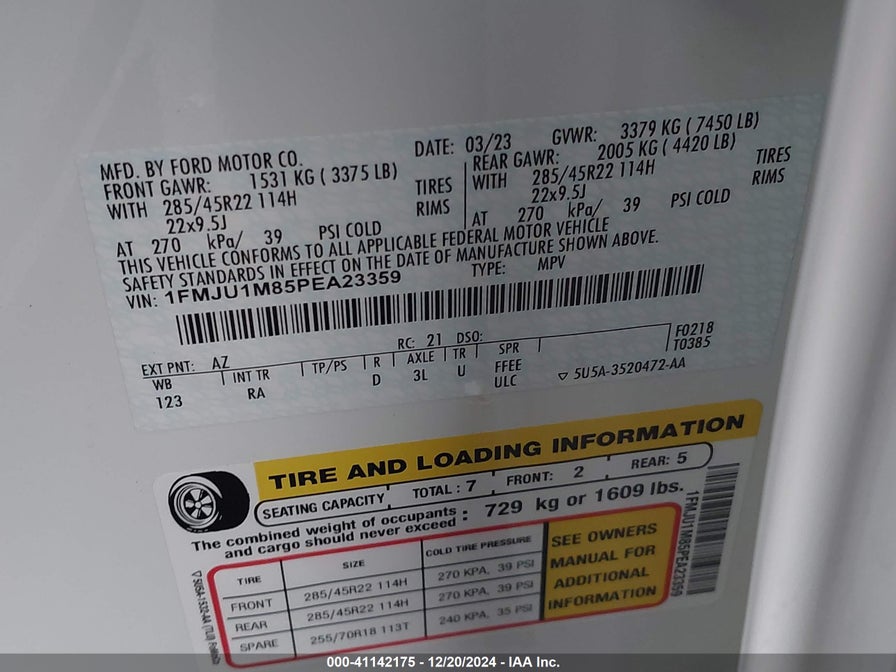 MFD. BY FORD MOTOR CO.
DATE: 03/23 GVWR: 3379 KG ( 7450 LB)
FRONT GAWR: 1531 KG ( 3375 LB)
REAR GAWR: 2005 KG ( 4420 LB)
WITH 285/45R22 114H TIRES
WITH 285/45R22 114H TIRES
22x9.5J RIMS
22x9.5J RIMS
AT 270 kPa/ 39 PSI COLD
AT 270 kPa/ 39 PSI COLD
THIS VEHICLE CONFORMS TO ALL APPLICABLE FEDERAL MOTOR VEHICLE
SAFETY STANDARDS IN EFFECT ON THE DATE OF MANUFACTURE SHOWN ABOVE.
VIN: 1FMJU1M85PEA23359 TYPE: MPV
F0218
T0385
EXT PNT: AZ RC: 21 DSO:
WB INT TR TP/PS R AXLE TR SPR
123 RA D 3L U FFEE
ULC
▽ 5U5A-3520472-AA
TIRE AND LOADING INFORMATION
SEATING CAPACITY TOTAL : 7 FRONT: 2 REAR: 5
The combined weight of occupants and cargo should never exceed : 729 kg or 1609 lbs.
TIRE SIZE COLD TIRE PRESSURE
FRONT 285/45R22 114H 270 KPA, 39 PSI
REAR 285/45R22 114H 270 KPA, 39 PSI
SPARE 255/70R18 113T 240 KPA, 35 PSI
SEE OWNERS
MANUAL FOR
ADDITIONAL
INFORMATION
1FMJU1M85PEA23359
000-41142175 - 12/20/2024 - IAA Inc.